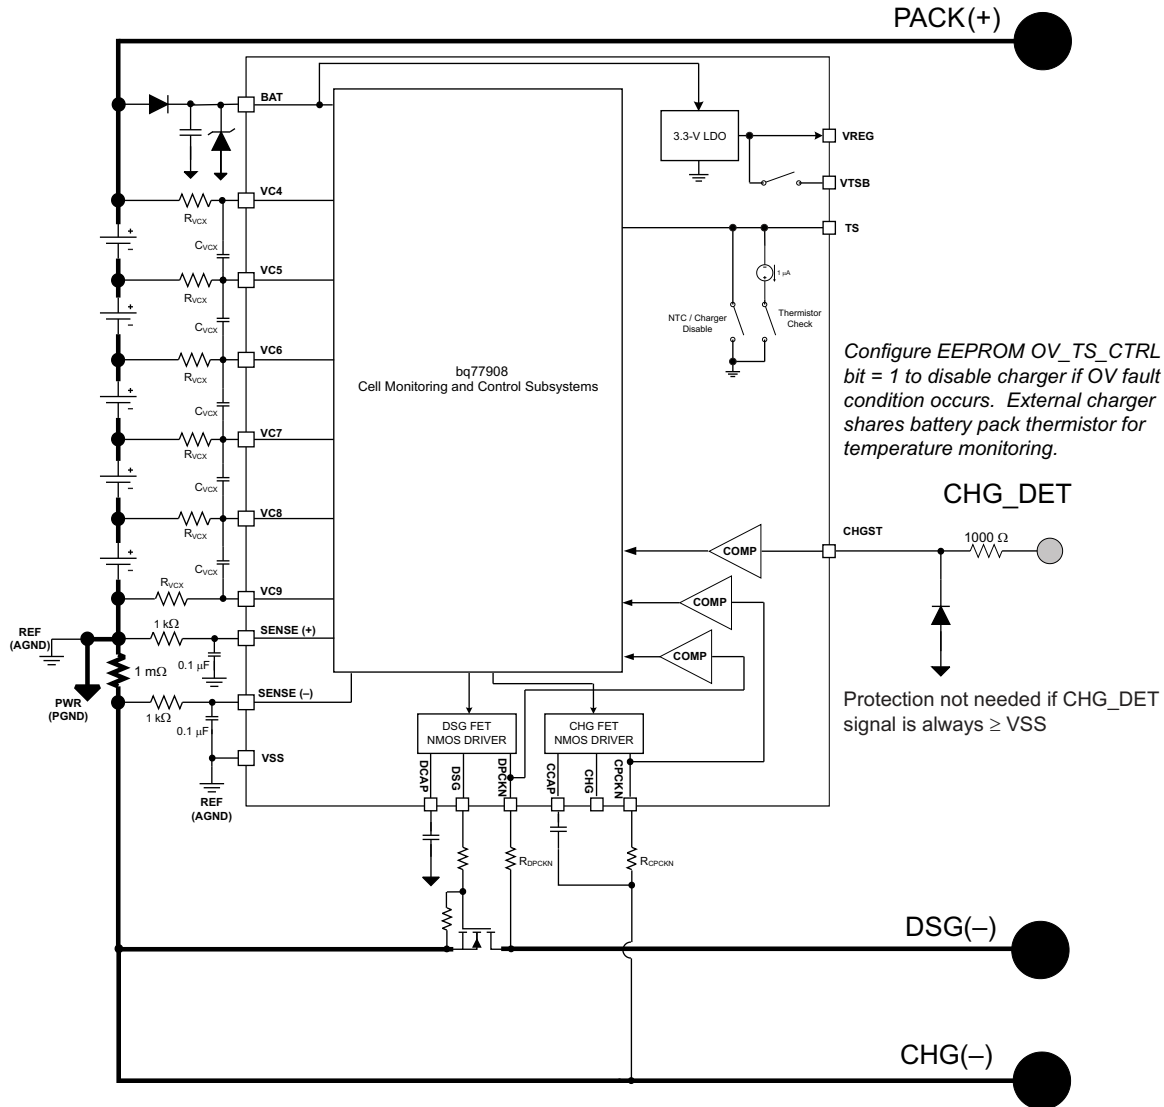 PACK(+)
BAT
3.3-V LDO
VREG
VTSB
VC4
RVCX
TS
+
-
CVCX
1 μA
VC5
RVCX
NTC / Charger
Disable
Thermistor
Check
+
-
CVCX
VC6
RVCX
bq77908
Cell Monitoring and Control Subsystems
Configure EEPROM OV_TS_CTRL
bit = 1 to disable charger if OV fault
condition occurs. External charger
shares battery pack thermistor for
temperature monitoring.
+
-
CVCX
VC7
RVCX
+
-
CVCX
CHG_DET
VC8
RVCX
CHGST
1000 Ω
COMP
+
-
CVCX
RVCX
VC9
COMP
REF
(AGND)
1 kΩ
SENSE (+)
0.1 μF
COMP
1 mΩ
PWR
(PGND)
SENSE (–)
1 kΩ
0.1 μF
Protection not needed if CHG_DET
signal is always ≥ VSS
DSG FET
NMOS DRIVER
CHG FET
NMOS DRIVER
VSS
DCAP
DSG
DPCKN
CCAP
CHG
CPCKN
REF
(AGND)
RDPCKN
RCPCKN
DSG(–)
CHG(–)